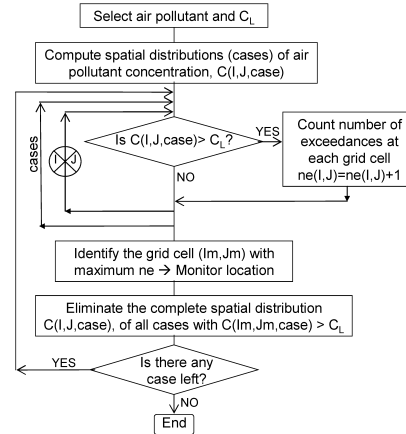 Select air pollutant and CL
Compute spatial distributions (cases) of air
pollutant concentration, C(I,J,case)
cases
I J
Is C(I,J,case)> CL?
YES
Count number of
exceedances at
each grid cell
ne(I,J)=ne(I,J)+1
NO
Identify the grid cell (Im,Jm) with
maximum ne → Monitor location
Eliminate the complete spatial distribution
C(I,J,case), of all cases with C(Im,Jm,case) > CL
YES
Is there any
case left?
NO
End